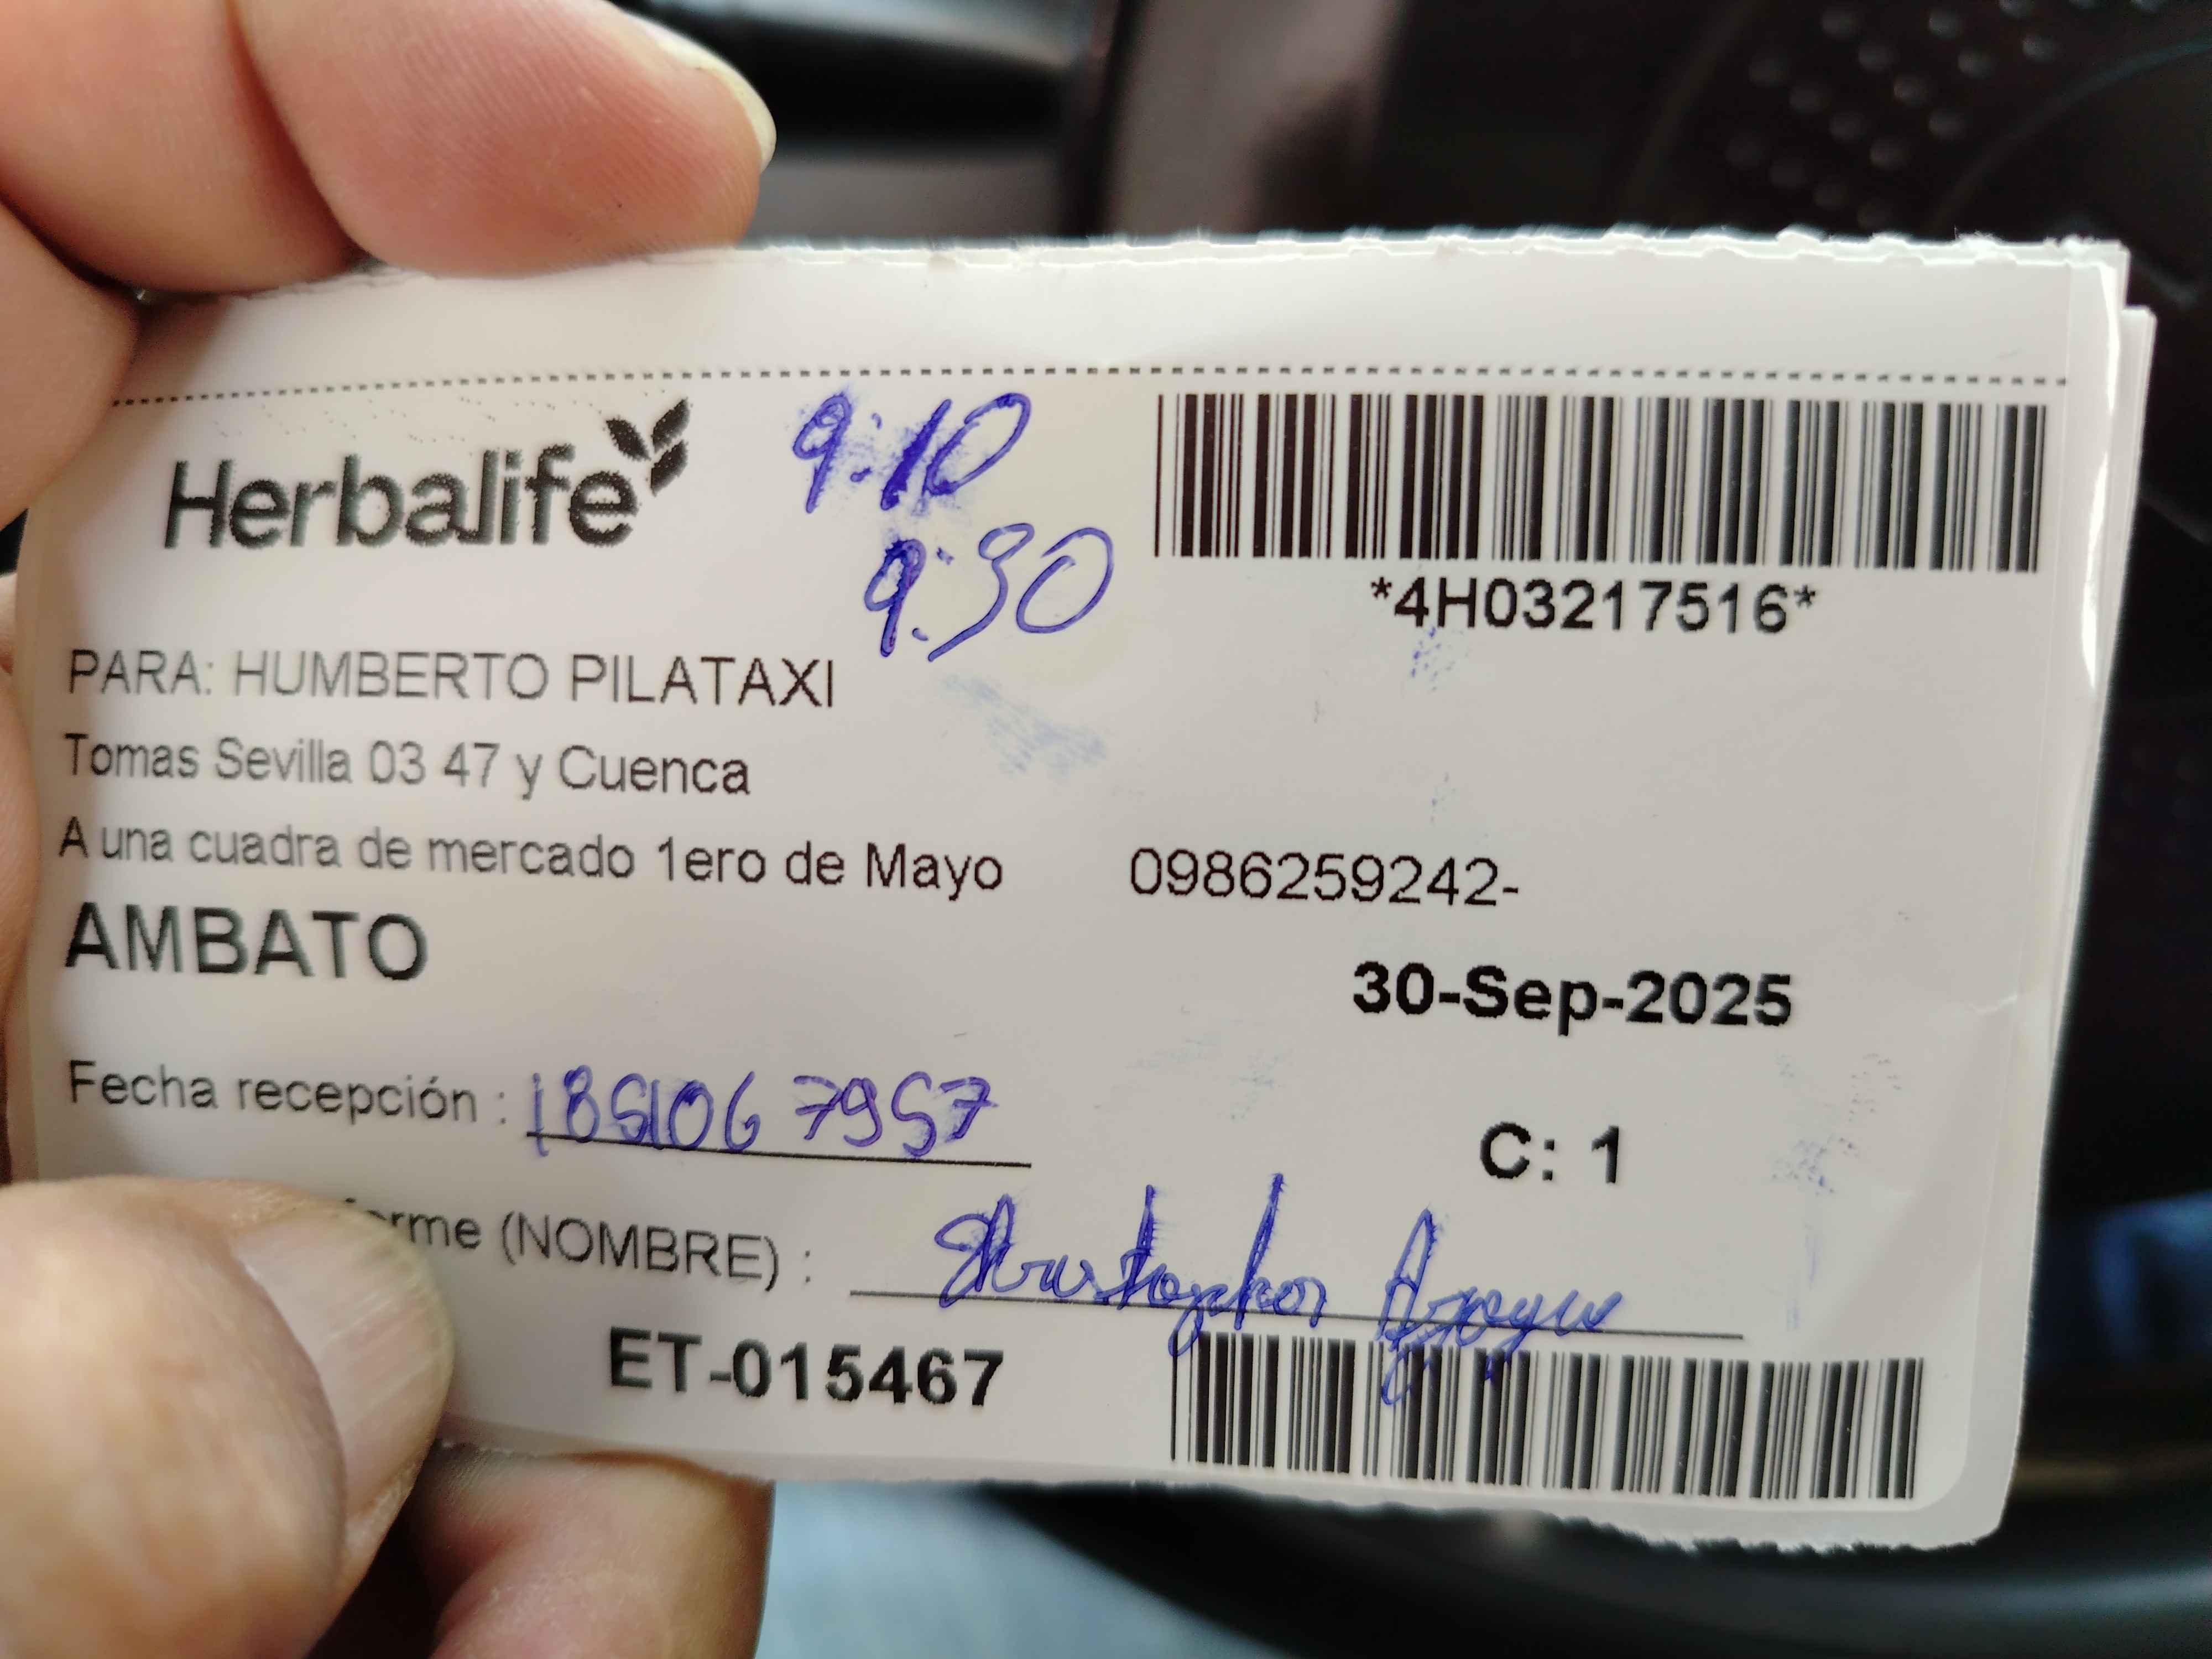 Herbalife
9:10
9:30
*4H03217516*
PARA: HUMBERTO PILATAXI
Tomas Sevilla 03 47 y Cuenca
A una cuadra de mercado 1ero de Mayo 0986259242-
AMBATO
30-Sep-2025
Fecha recepción :
C: 1
(NOMBRE) :
ET-015467